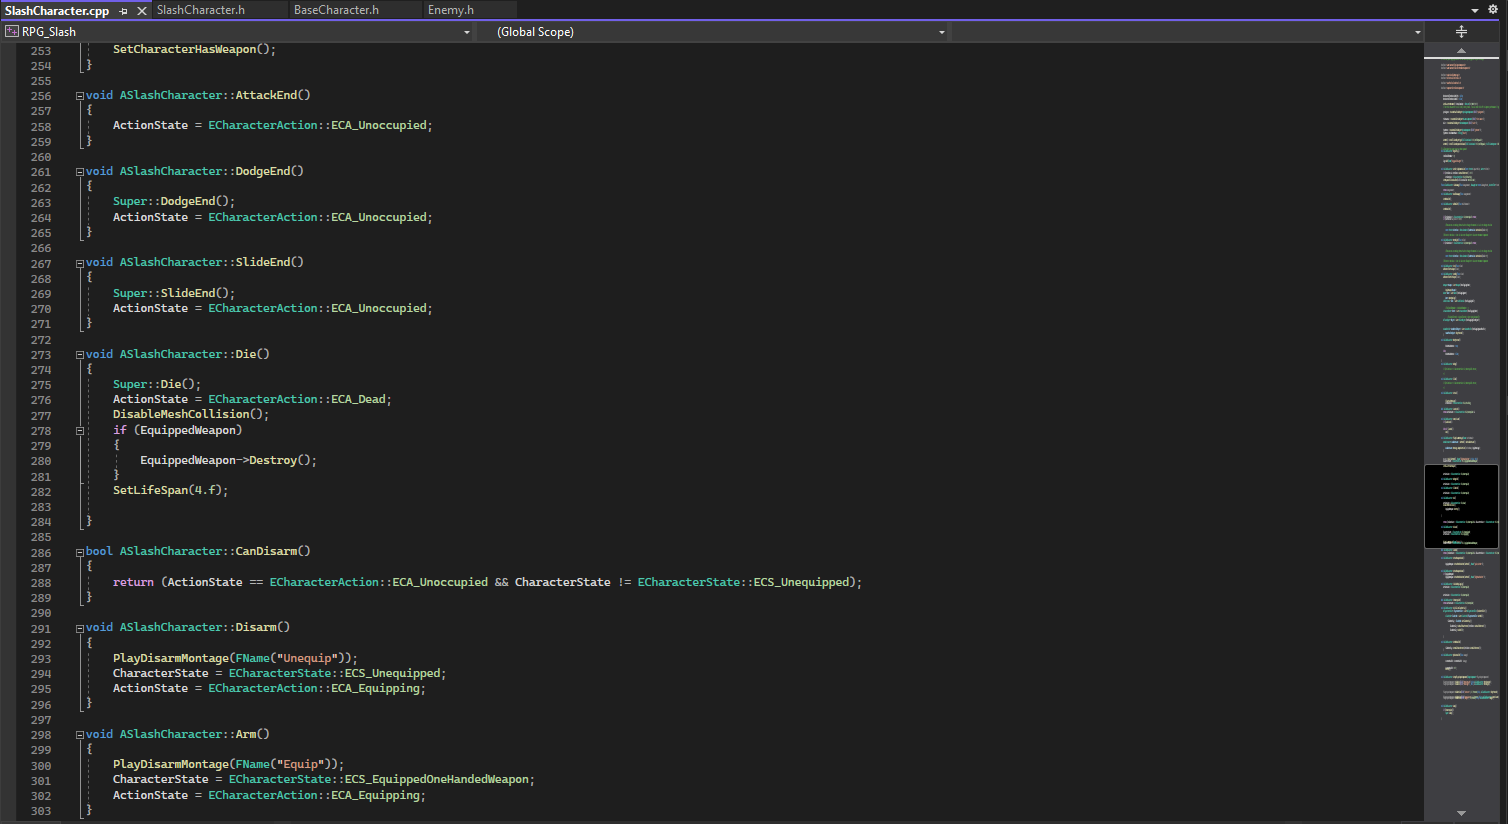 SlashCharacter.cpp SlashCharacter.h BaseCharacter.h Enemy.h
RPG_Slash (Global Scope)
253 SetCharacterHasWeapon();
254 }
255
256 void ASlashCharacter::AttackEnd()
257 {
258 ActionState = ECharacterAction::ECA_Unoccupied;
259 }
260
261 void ASlashCharacter::DodgeEnd()
262 {
263 Super::DodgeEnd();
264 ActionState = ECharacterAction::ECA_Unoccupied;
265 }
266
267 void ASlashCharacter::SlideEnd()
268 {
269 Super::SlideEnd();
270 ActionState = ECharacterAction::ECA_Unoccupied;
271 }
272
273 void ASlashCharacter::Die()
274 {
275 Super::Die();
276 ActionState = ECharacterAction::ECA_Dead;
277 DisableMeshCollision();
278 if (EquippedWeapon)
279 {
280 EquippedWeapon->Destroy();
281 }
282 SetLifeSpan(4.f);
283
284 }
285
286 bool ASlashCharacter::CanDisarm()
287 {
288 return (ActionState == ECharacterAction::ECA_Unoccupied && CharacterState != ECharacterState::ECS_Unequipped);
289 }
290
291 void ASlashCharacter::Disarm()
292 {
293 PlayDisarmMontage(FName("Unequip"));
294 CharacterState = ECharacterState::ECS_Unequipped;
295 ActionState = ECharacterAction::ECA_Equipping;
296 }
297
298 void ASlashCharacter::Arm()
299 {
300 PlayDisarmMontage(FName("Equip"));
301 CharacterState = ECharacterState::ECS_EquippedOneHandedWeapon;
302 ActionState = ECharacterAction::ECA_Equipping;
303 }